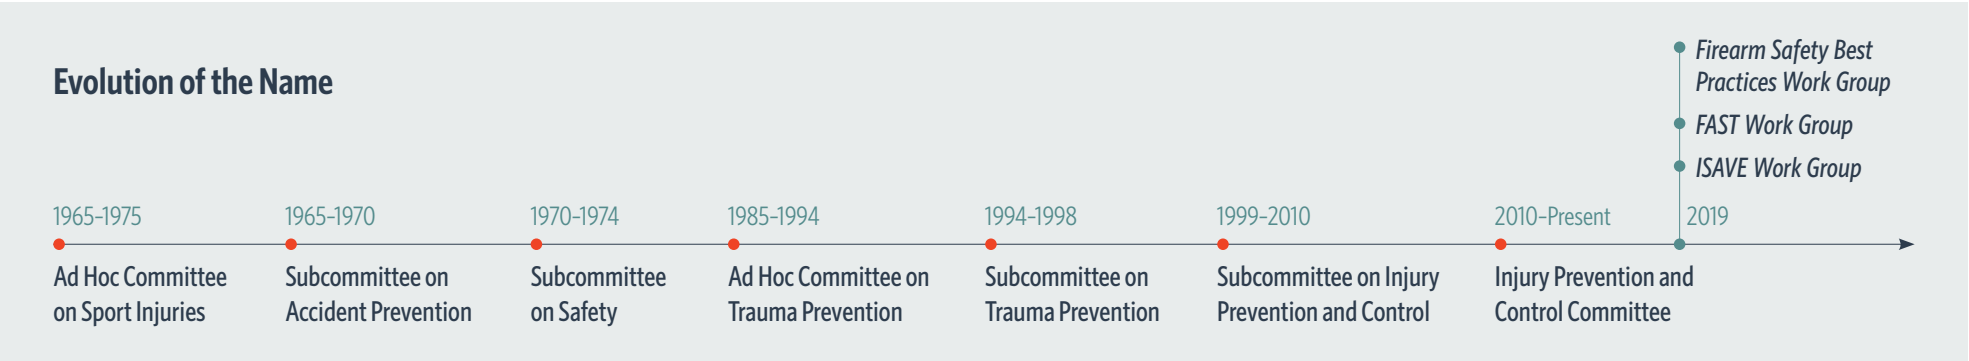 Evolution of the Name
Firearm Safety Best
Practices Work Group
FAST Work Group
ISAVE Work Group
1965–1975
Ad Hoc Committee
on Sport Injuries
1965–1970
Subcommittee on
Accident Prevention
1970–1974
Subcommittee
on Safety
1985–1994
Ad Hoc Committee on
Trauma Prevention
1994–1998
Subcommittee on
Trauma Prevention
1999–2010
Subcommittee on Injury
Prevention and Control
2010–Present
Injury Prevention and
Control Committee
2019